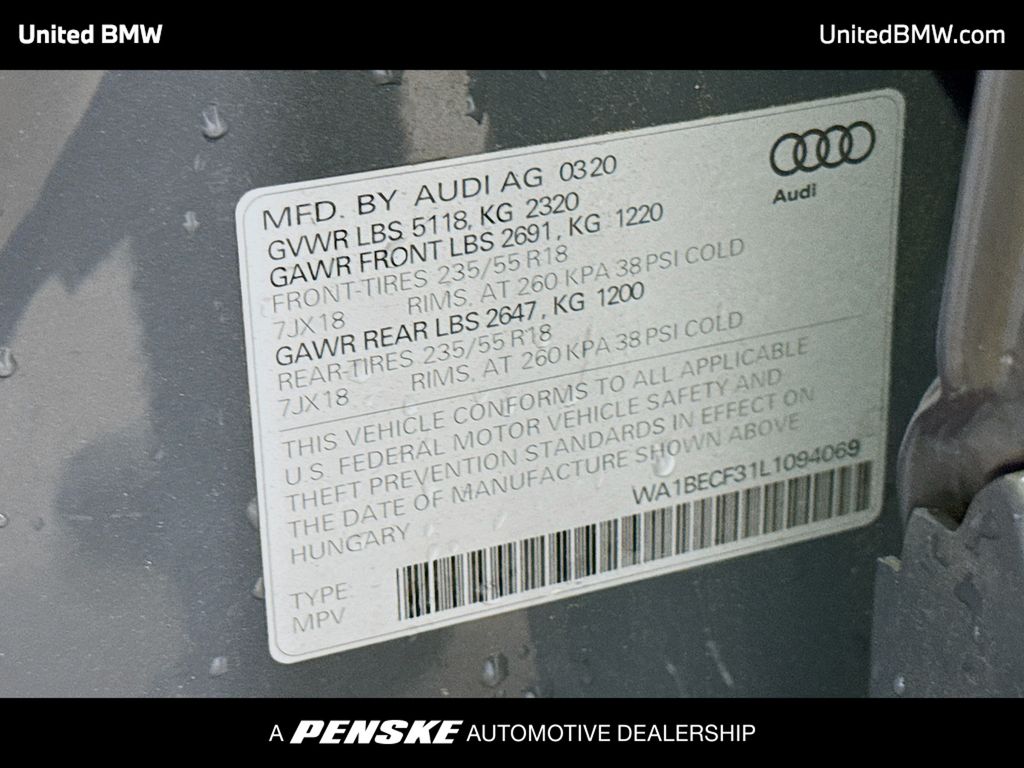 United BMW
UnitedBMW.com
Audi
MFD. BY AUDI AG 0320
GVWR LBS 5118, KG 2320
GAWR FRONT LBS 2691, KG 1220
FRONT-TIRES 235/55 R18
7JX18 RIMS, AT 260 KPA 38 PSI COLD
GAWR REAR LBS 2647, KG 1200
REAR-TIRES 235/55 R18
7JX18 RIMS, AT 260 KPA 38 PSI COLD
THIS VEHICLE CONFORMS TO ALL APPLICABLE
U.S. FEDERAL MOTOR VEHICLE SAFETY AND
THEFT PREVENTION STANDARDS IN EFFECT ON
THE DATE OF MANUFACTURE SHOWN ABOVE
HUNGARY
WA1BECF31L1094069
TYPE:
MPV
A PENSKE AUTOMOTIVE DEALERSHIP